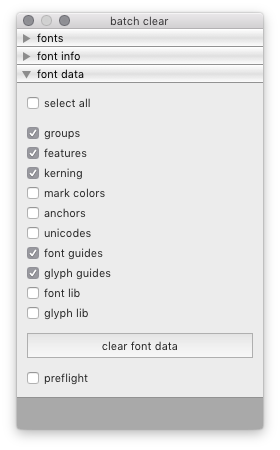 batch clear
fonts
font info
font data
select all
groups
features
kerning
mark colors
anchors
unicodes
font guides
glyph guides
font lib
glyph lib
clear font data
preflight